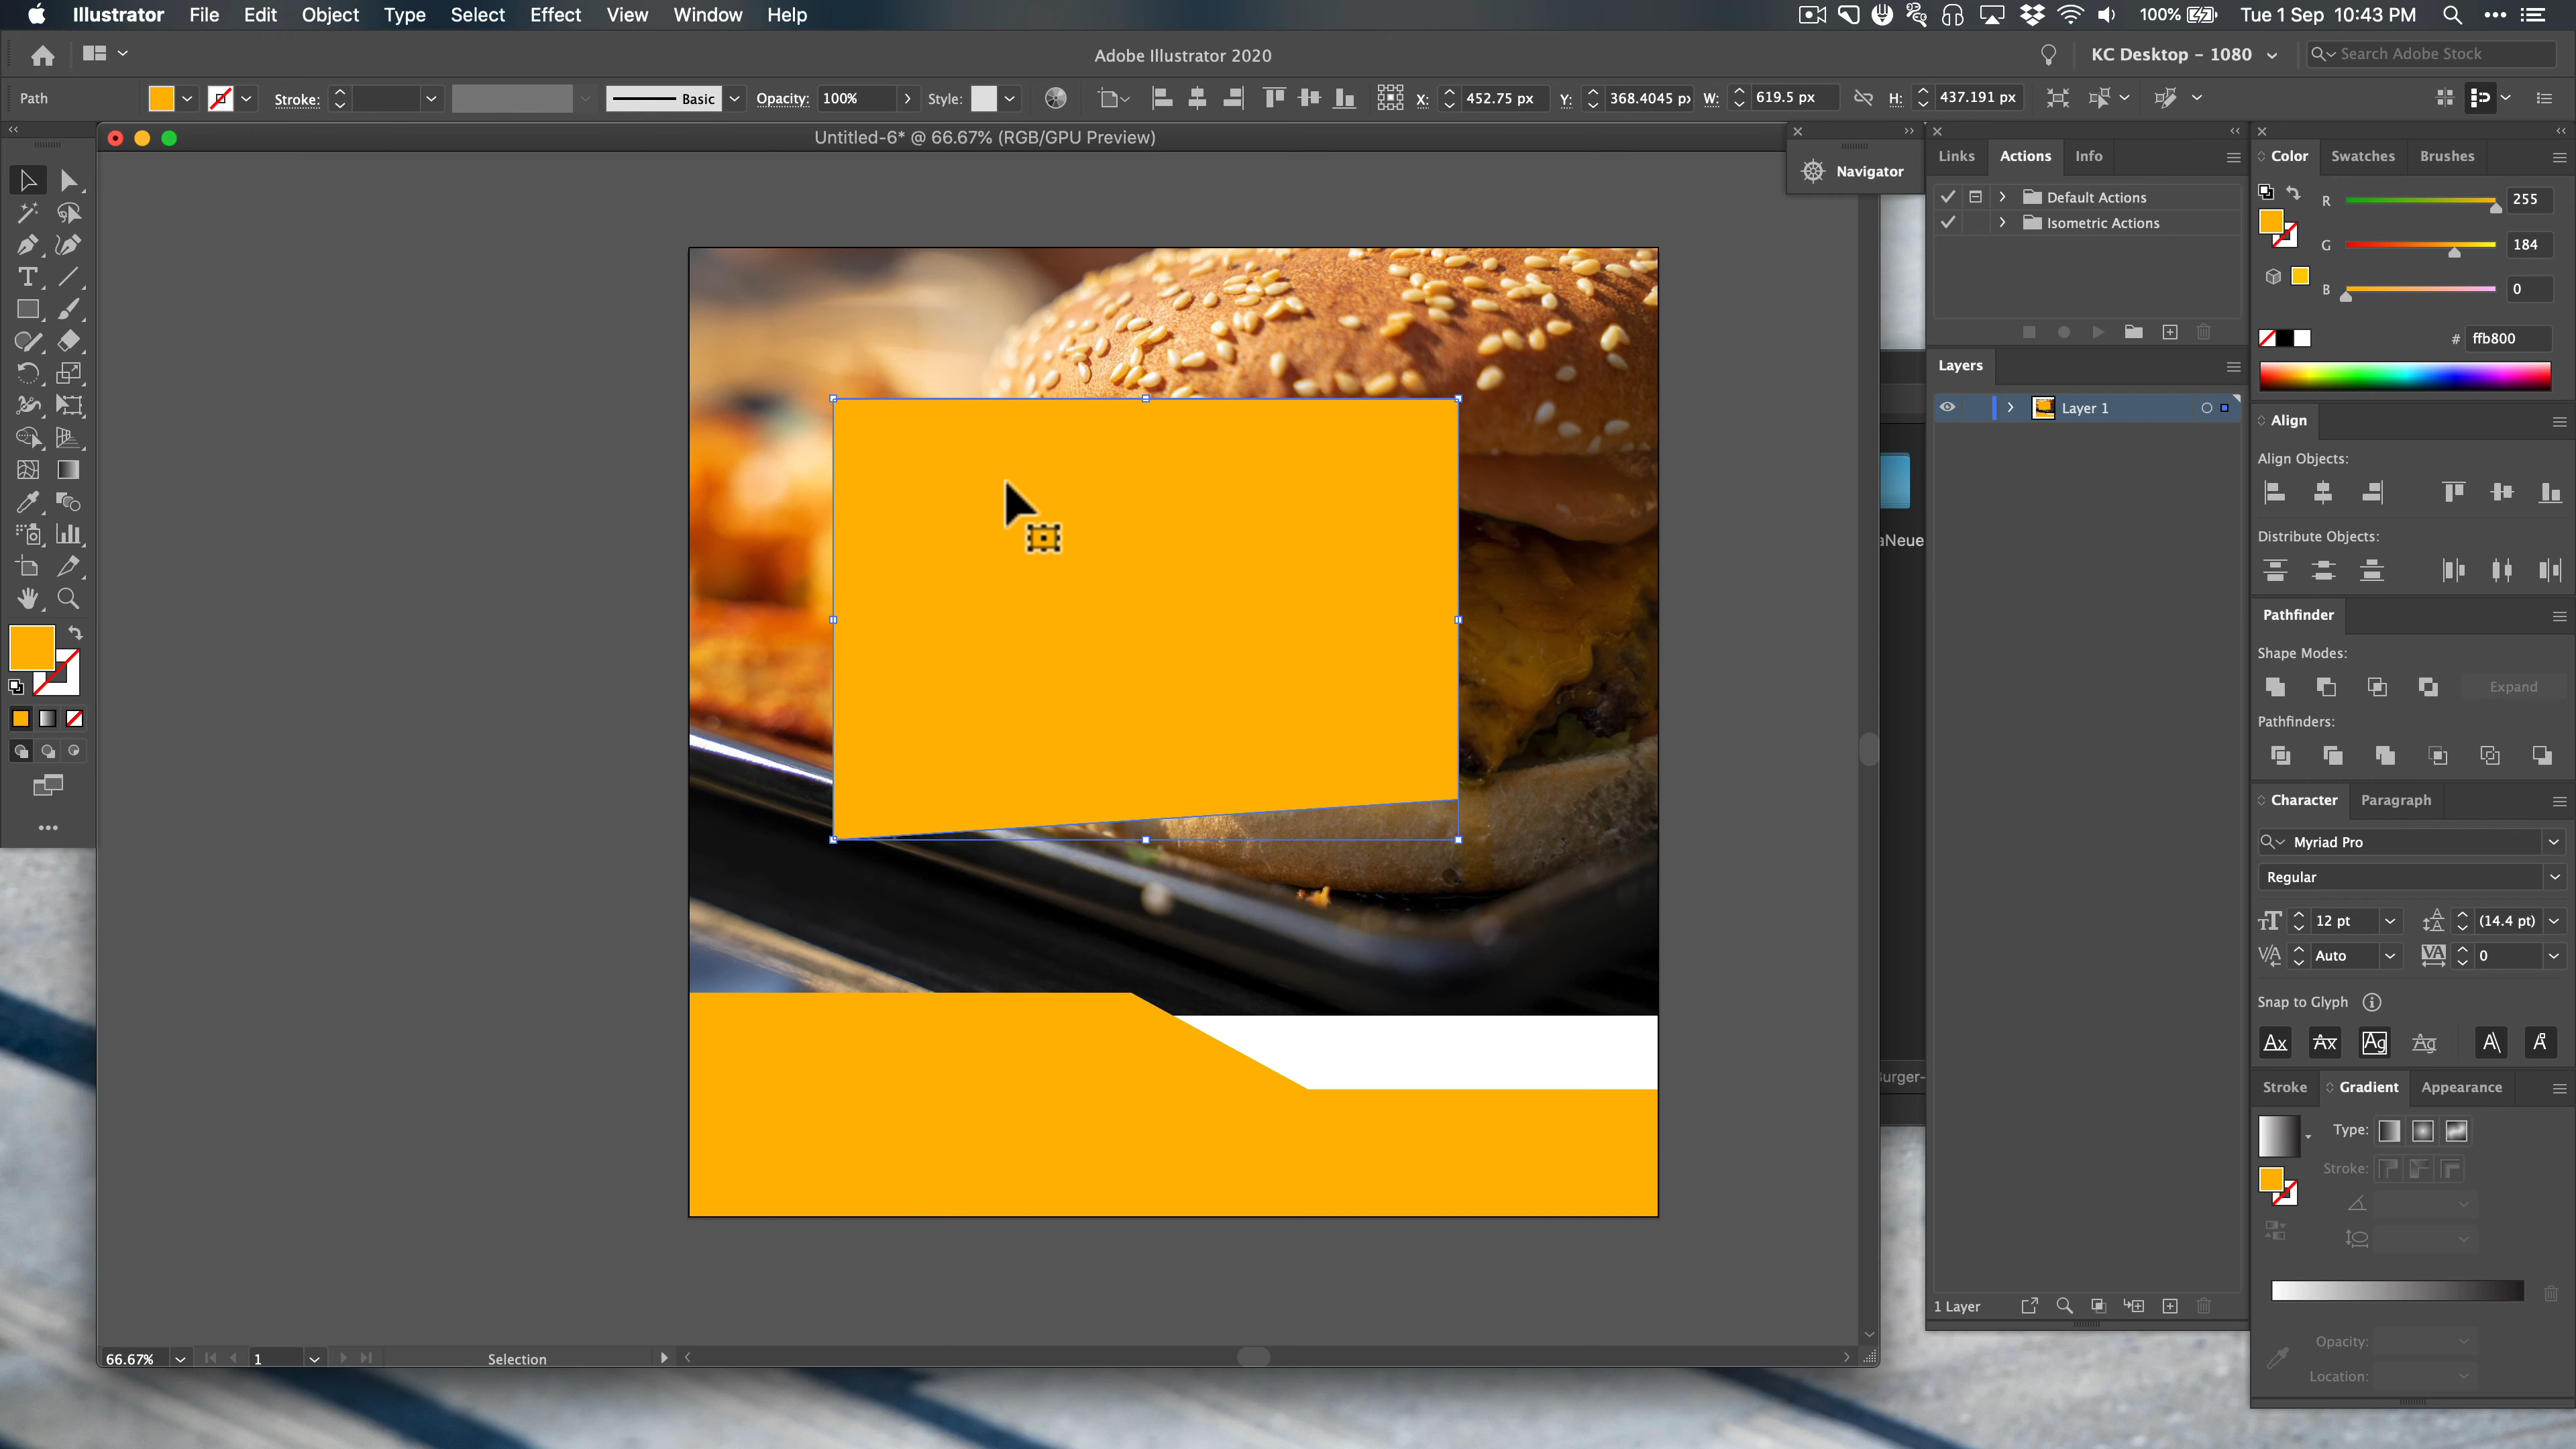 Illustrator File Edit Object Type Select Effect View Window Help
100% Tue 1 Sep 10:43 PM
Adobe Illustrator 2020
KC Desktop - 1080
Search Adobe Stock
Path
Stroke:
Basic
Opacity: 100%
Style:
X: 452.75 px
Y: 368.4045 px
W: 619.5 px
H: 437.191 px
Untitled-6* @ 66.67% (RGB/GPU Preview)
Navigator
Links Actions Info
Default Actions
Isometric Actions
Layers
Layer 1
1 Layer
aNeue
Burger-
Color Swatches Brushes
R 255
G 184
B 0
# ffb800
Align
Align Objects:
Distribute Objects:
Pathfinder
Shape Modes:
Expand
Pathfinders:
Character Paragraph
Myriad Pro
Regular
12 pt (14.4 pt)
Auto 0
Snap to Glyph
Stroke Gradient Appearance
Type:
Stroke:
Opacity:
Location:
66.67% 1 Selection